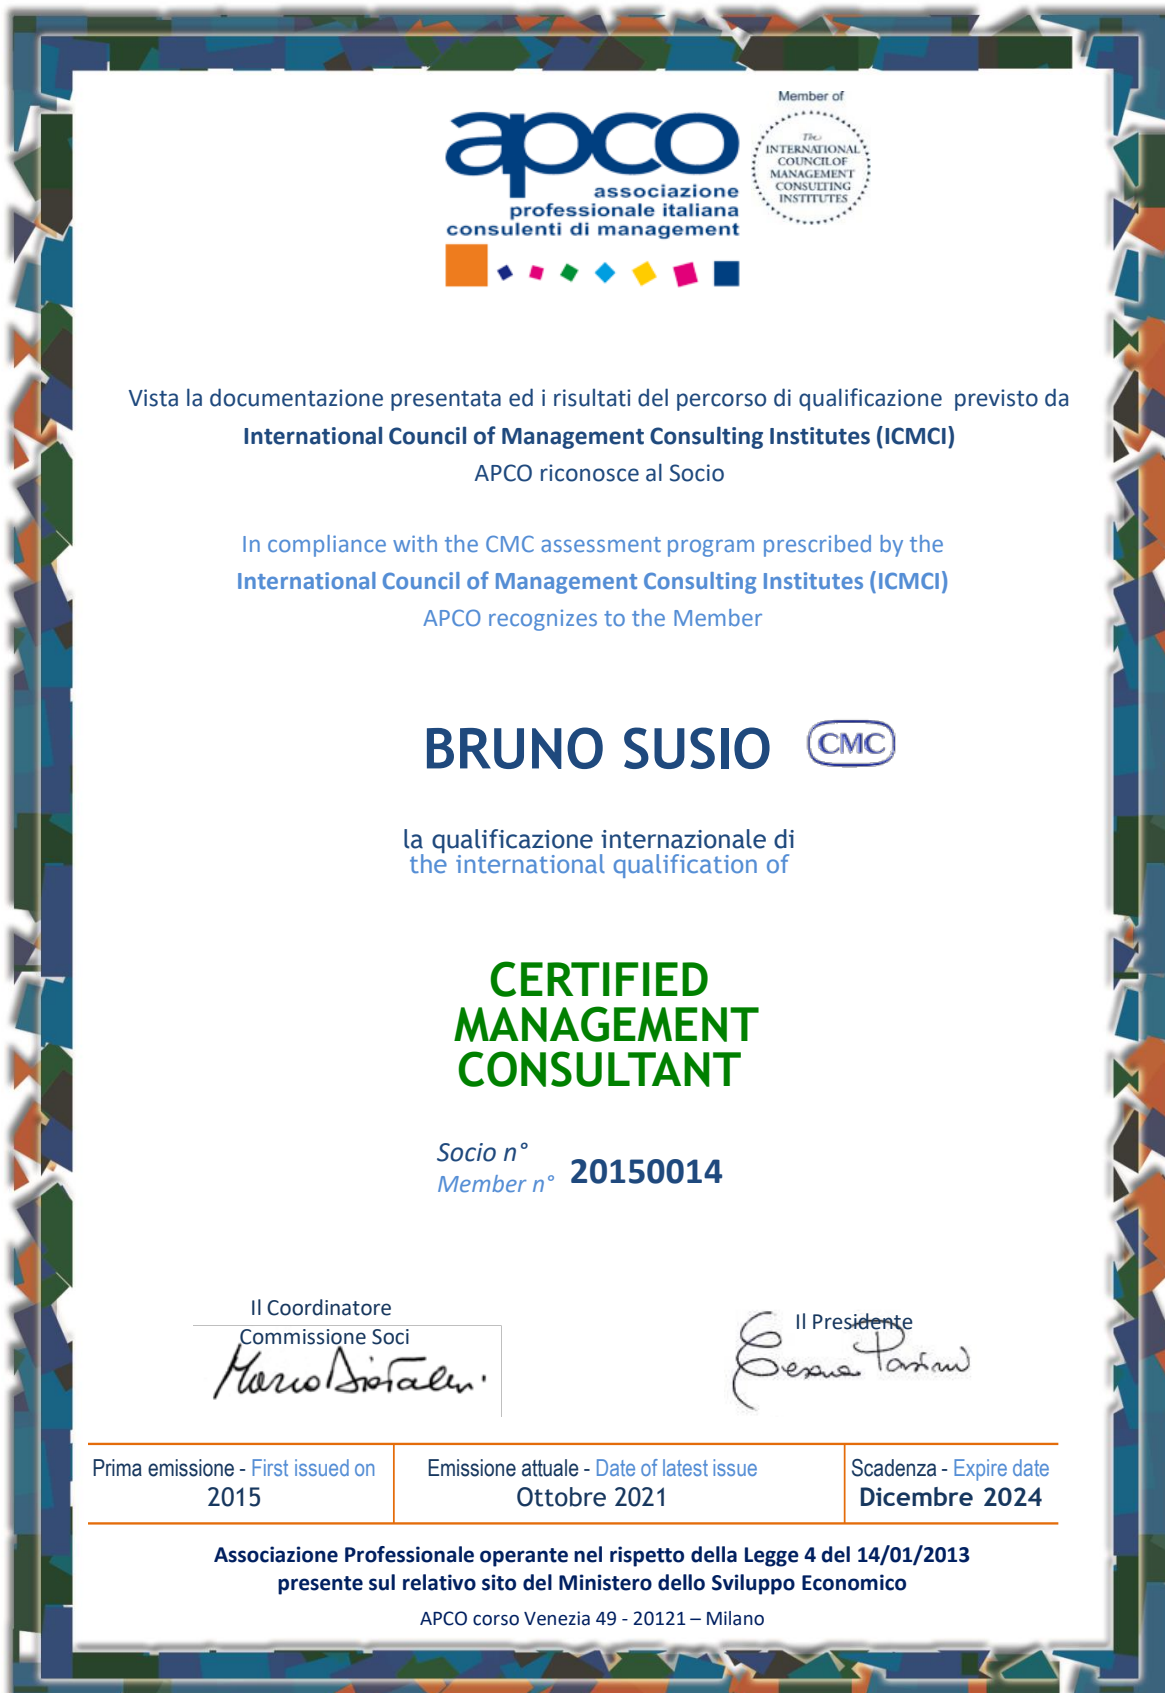 Member of
apco
associazione
professionale italiana
consulenti di management
The
INTERNATIONAL
COUNCIL OF
MANAGEMENT
CONSULTING
INSTITUTES
Vista la documentazione presentata ed i risultati del percorso di qualificazione previsto da
International Council of Management Consulting Institutes (ICMCI)
APCO riconosce al Socio
In compliance with the CMC assessment program prescribed by the
International Council of Management Consulting Institutes (ICMCI)
APCO recognizes to the Member
BRUNO SUSIO CMC
la qualificazione internazionale di
the international qualification of
CERTIFIED
MANAGEMENT
CONSULTANT
Socio n°
Member n° 20150014
Il Coordinatore
Commissione Soci
Il Presidente
Prima emissione - First issued on
2015
Emissione attuale - Date of latest issue
Ottobre 2021
Scadenza - Expire date
Dicembre 2024
Associazione Professionale operante nel rispetto della Legge 4 del 14/01/2013
presente sul relativo sito del Ministero dello Sviluppo Economico
APCO corso Venezia 49 - 20121 – Milano